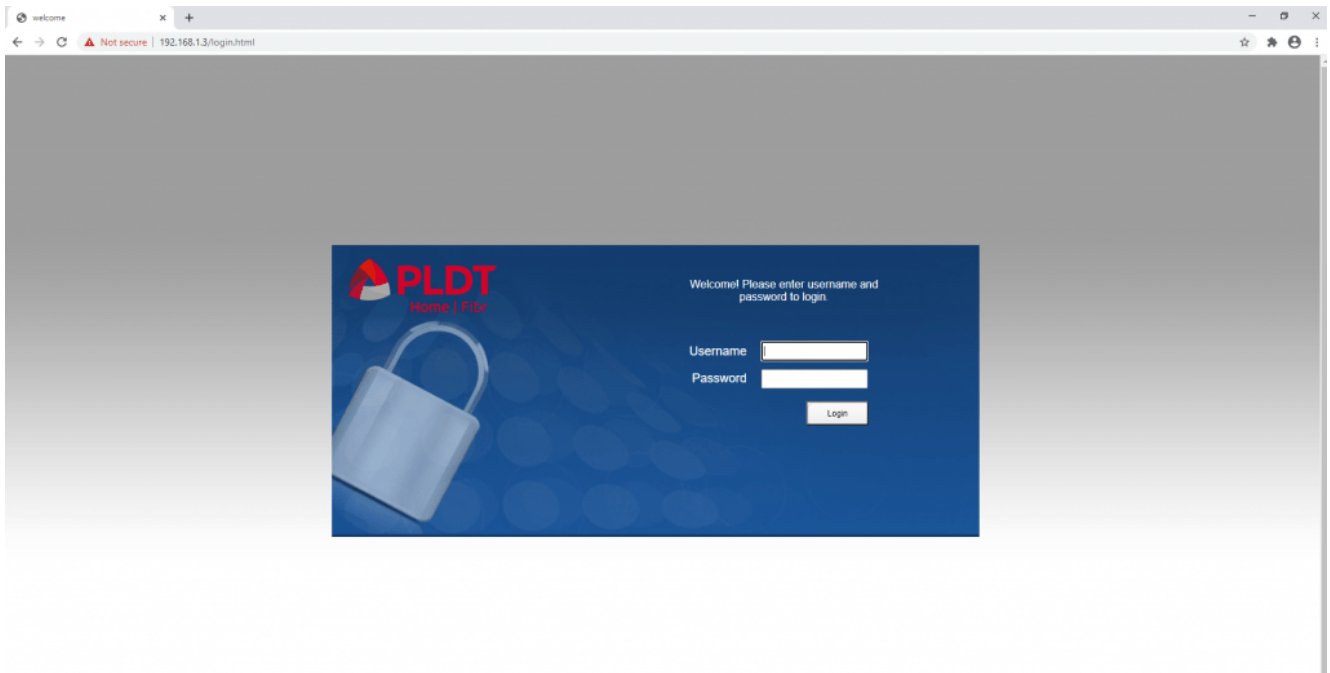 welcome
Not secure | 192.168.1.3/login.html
PLDT
Home | Fibr
Welcome! Please enter username and
password to login.
Username
Password
Login